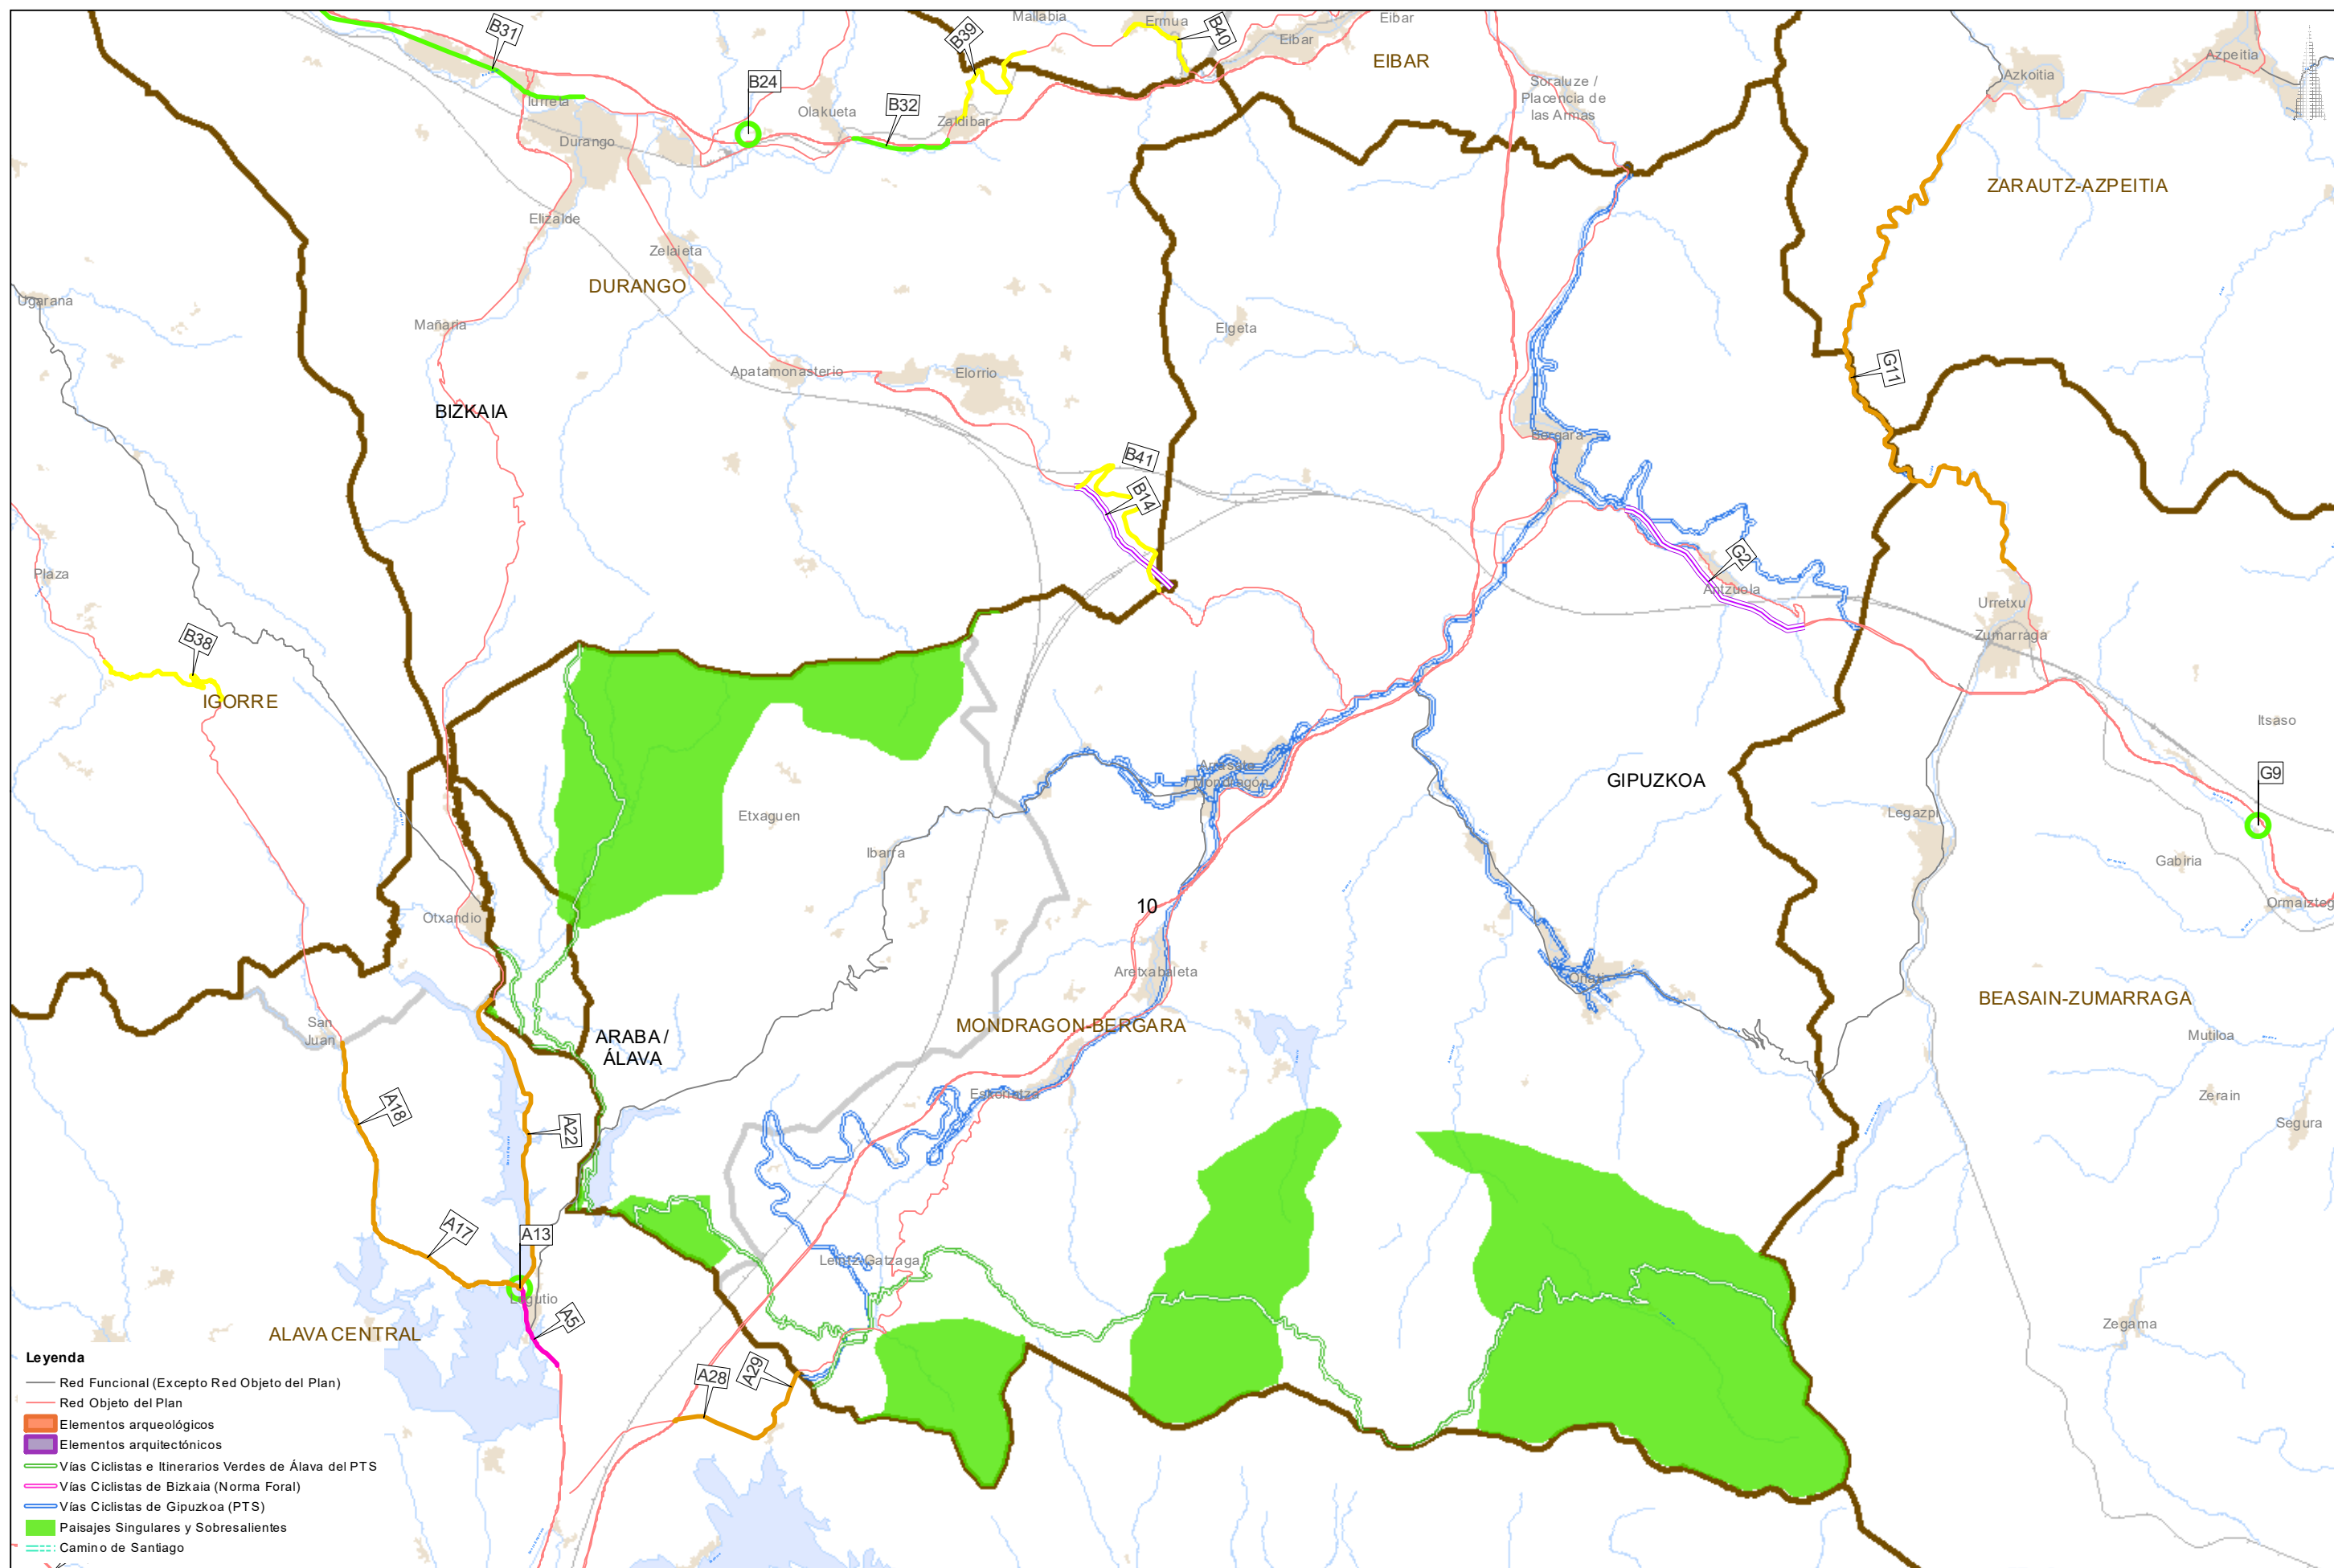 Mallabia
Ermua
B40
Eibar
Eibar
B39
B31
EIBAR
Azpeitia
Azkoitia
B24
Soraluze /
Placencia de
las Armas
Iurreta
Olakueta
B32
Zaldibar
Durango
ZARAUTZ-AZPEITIA
Elizalde
Zelaieta
DURANGO
Ugarana
Mañaria
Elgeta
Apatamonasterio
Elorrio
G11
BIZKAIA
Bergara
B41
B14
Plaza
G2
Antzuola
Urretxu
Zumarraga
B38
IGORRE
Itsaso
Arrasate
Mondragón
GIPUZKOA
G9
Etxaguen
Legazpi
Ibarra
Gabiria
10
Otxandio
Ormaizteg
Aretxabaleta
Oñati
BEASAIN-ZUMARRAGA
San
Juan
MONDRAGON-BERGARA
ARABA /
ÁLAVA
Mutiloa
Eskoriatza
Zerain
A18
A22
Segura
A17
A13
Leintz-Gatzaga
Legutio
A5
ALAVA CENTRAL
Zegama
A28
A29
Leyenda
Red Funcional (Excepto Red Objeto del Plan)
Red Objeto del Plan
Elementos arqueológicos
Elementos arquitectónicos
Vías Ciclistas e Itinerarios Verdes de Álava del PTS
Vías Ciclistas de Bizkaia (Norma Foral)
Vías Ciclistas de Gipuzkoa (PTS)
Paisajes Singulares y Sobresalientes
Camino de Santiago